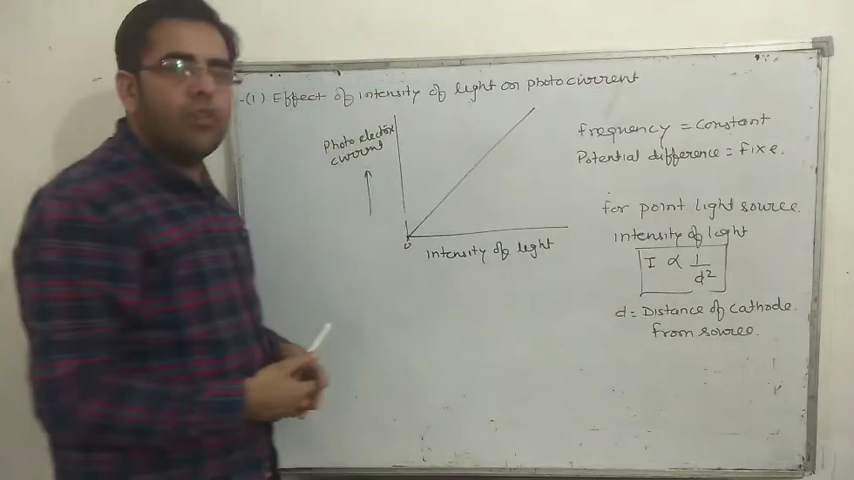 -(1). Effect of intensity of light on photocurrent
Photo electric
current
0
Intensity of light
frequency = Constant
Potential difference = Fixe.
for point light source.
intensity of light
I ∝ 1/d²
d = Distance of Cathode.
from source.